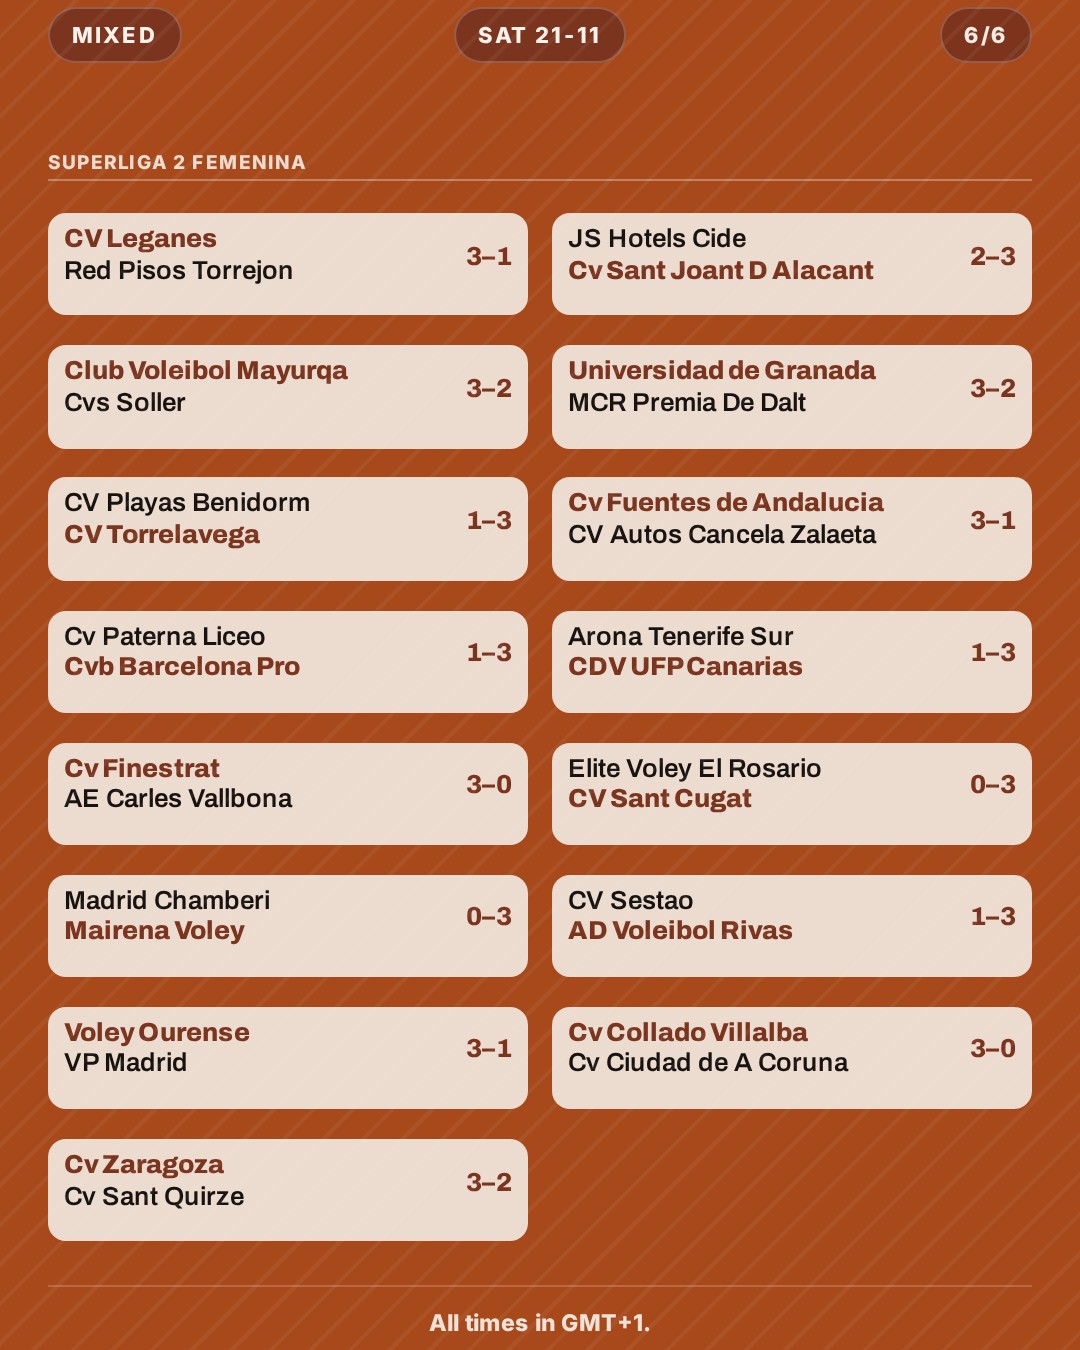 MIXED
SAT 21-11
6/6
SUPERLIGA 2 FEMENINA
CV Leganes
Red Pisos Torrejon
3–1
JS Hotels Cide
Cv Sant Joant D Alacant
2–3
Club Voleibol Mayurqa
Cvs Soller
3–2
Universidad de Granada
MCR Premia De Dalt
3–2
CV Playas Benidorm
CV Torrelavega
1–3
Cv Fuentes de Andalucia
CV Autos Cancela Zalaeta
3–1
Cv Paterna Liceo
Cvb Barcelona Pro
1–3
Arona Tenerife Sur
CDV UFP Canarias
1–3
Cv Finestrat
AE Carles Vallbona
3–0
Elite Voley El Rosario
CV Sant Cugat
0–3
Madrid Chamberi
Mairena Voley
0–3
CV Sestao
AD Voleibol Rivas
1–3
Voley Ourense
VP Madrid
3–1
Cv Collado Villalba
Cv Ciudad de A Coruna
3–0
Cv Zaragoza
Cv Sant Quirze
3–2
All times in GMT+1.